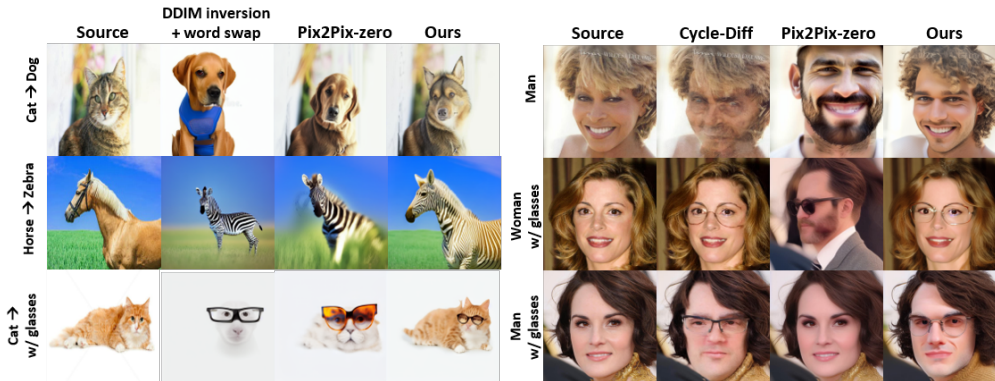 DDIM inversion
+ word swap
Source
Pix2Pix-zero
Ours
Cat → Dog
Horse → Zebra
Cat →
w/ glasses
Source
Cycle-Diff
Pix2Pix-zero
Ours
Man
Woman
w/ glasses
Man
w/ glasses